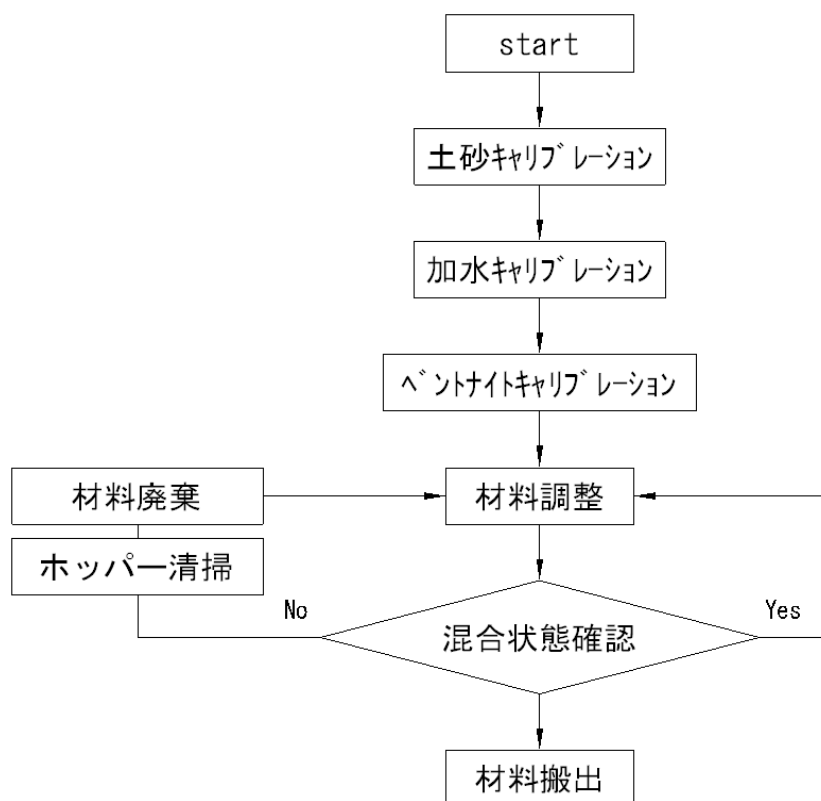 start
土砂ｷｬﾘﾌﾞﾚｰｼｮﾝ
加水ｷｬﾘﾌﾞﾚｰｼｮﾝ
ﾍﾞﾝﾄﾅｲﾄｷｬﾘﾌﾞﾚｰｼｮﾝ
材料廃棄
材料調整
ホッパー清掃
No
Yes
混合状態確認
材料搬出